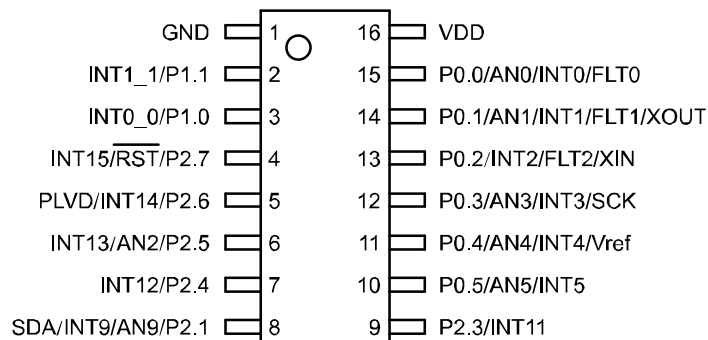 GND 1 16 VDD
INT1_1/P1.1 2 15 P0.0/AN0/INT0/FLT0
INT0_0/P1.0 3 14 P0.1/AN1/INT1/FLT1/XOUT
INT15/RST/P2.7 4 13 P0.2/INT2/FLT2/XIN
PLVD/INT14/P2.6 5 12 P0.3/AN3/INT3/SCK
INT13/AN2/P2.5 6 11 P0.4/AN4/INT4/Vref
INT12/P2.4 7 10 P0.5/AN5/INT5
SDA/INT9/AN9/P2.1 8 9 P2.3/INT11